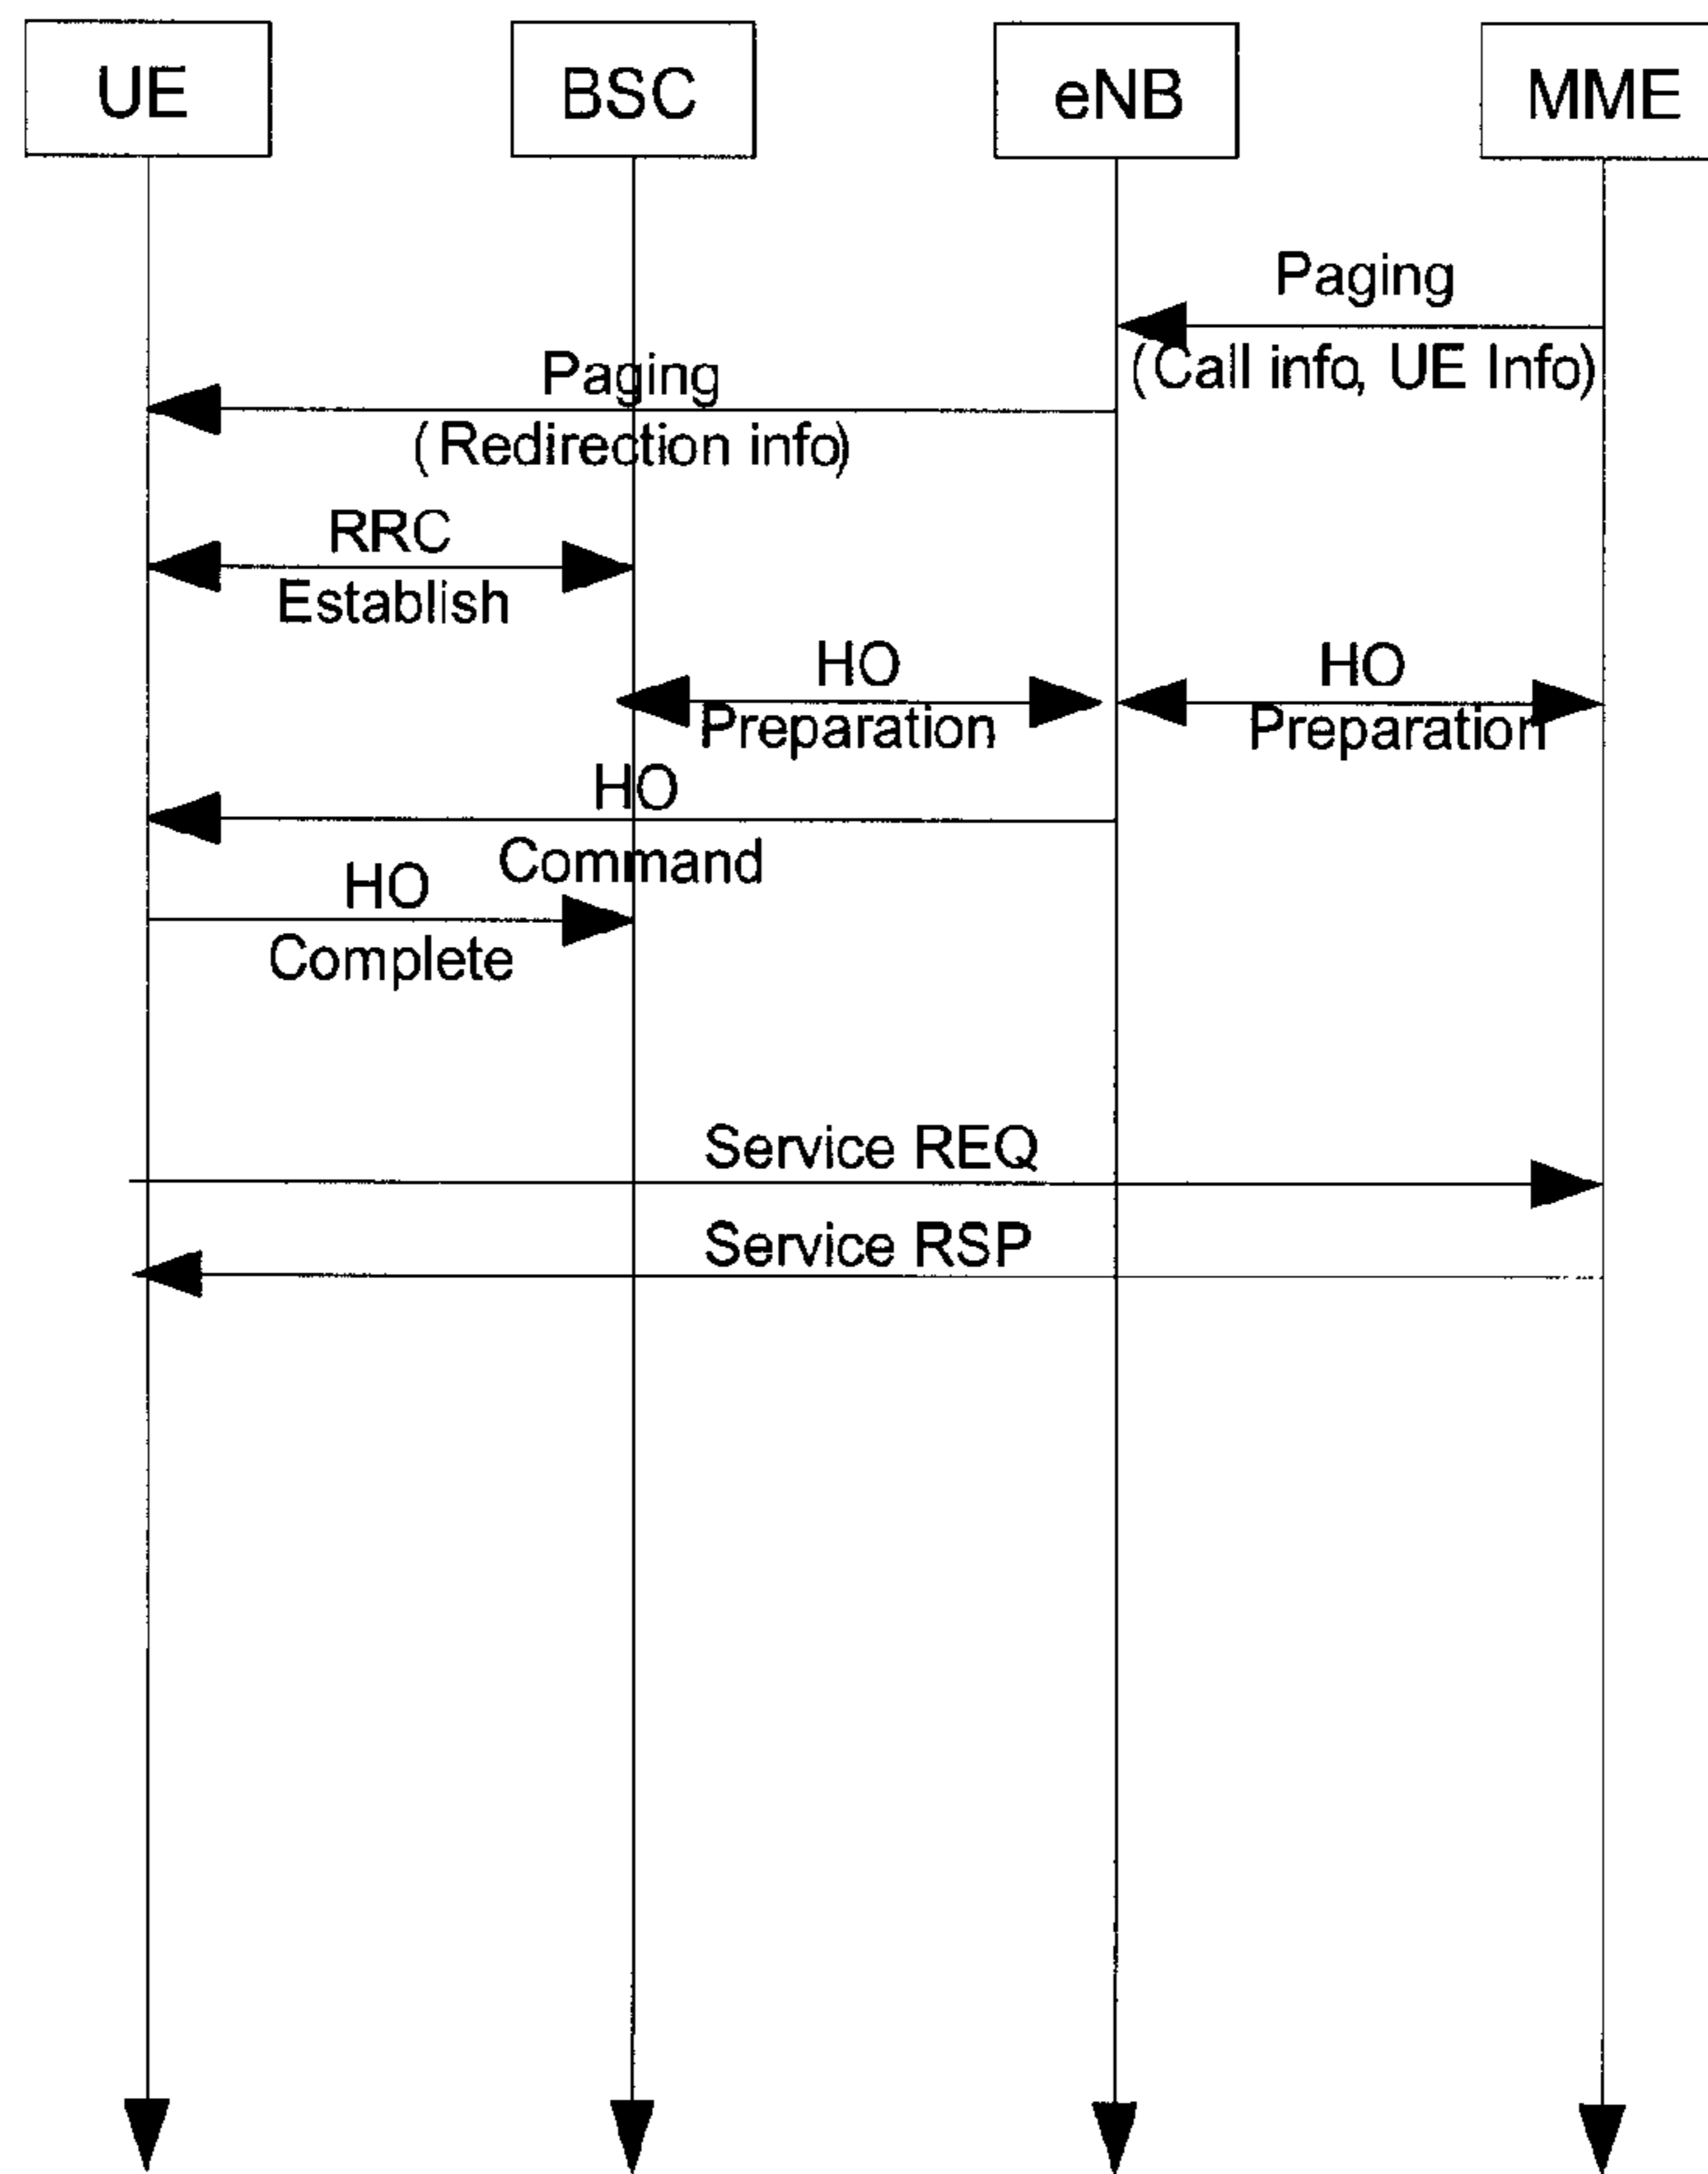 UE
BSC
eNB
MME
Paging
(Call info, UE Info)
Paging
(Redirection info)
RRC
Establish
HO
Preparation
HO
Preparation
HO
Command
HO
Complete
Service REQ
Service RSP